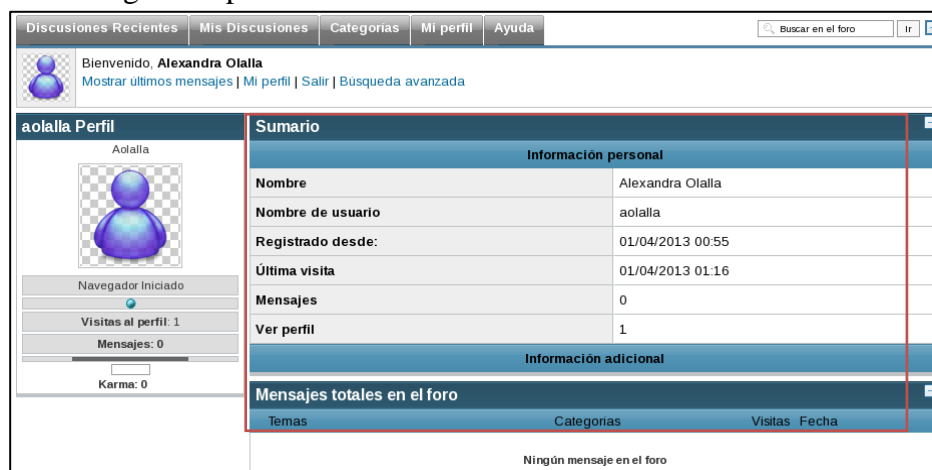 Discusiones Recientes Mis Discusiones Categorías Mi perfil Ayuda Buscar en el foro Ir
Bienvenido, Alexandra Olalla
Mostrar últimos mensajes | Mi perfil | Salir | Búsqueda avanzada
aolalla Perfil
Aolalla
Navegador Iniciado
Visitas al perfil: 1
Mensajes: 0
Karma: 0
Sumario
Información personal
Nombre Alexandra Olalla
Nombre de usuario aolalla
Registrado desde: 01/04/2013 00:55
Última visita 01/04/2013 01:16
Mensajes 0
Ver perfil 1
Información adicional
Mensajes totales en el foro
Temas Categorías Visitas Fecha
Ningún mensaje en el foro